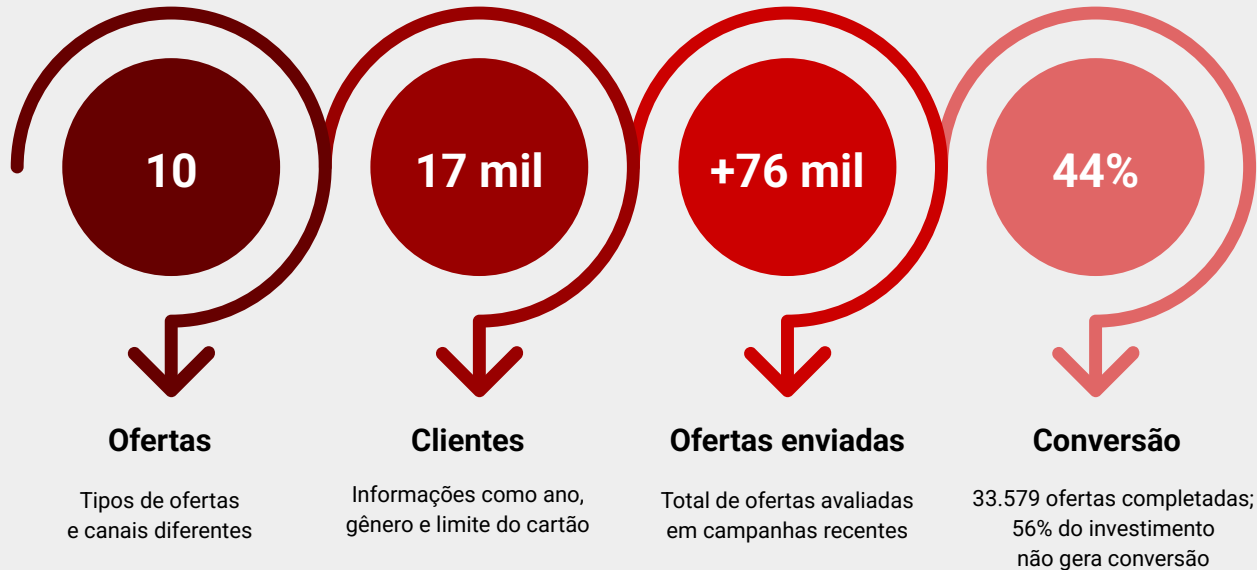 10
17 mil
+76 mil
44%
Ofertas
Clientes
Ofertas enviadas
Conversão
Tipos de ofertas
e canais diferentes
Informações como ano,
gênero e limite do cartão
Total de ofertas avaliadas
em campanhas recentes
33.579 ofertas completadas;
56% do investimento
não gera conversão